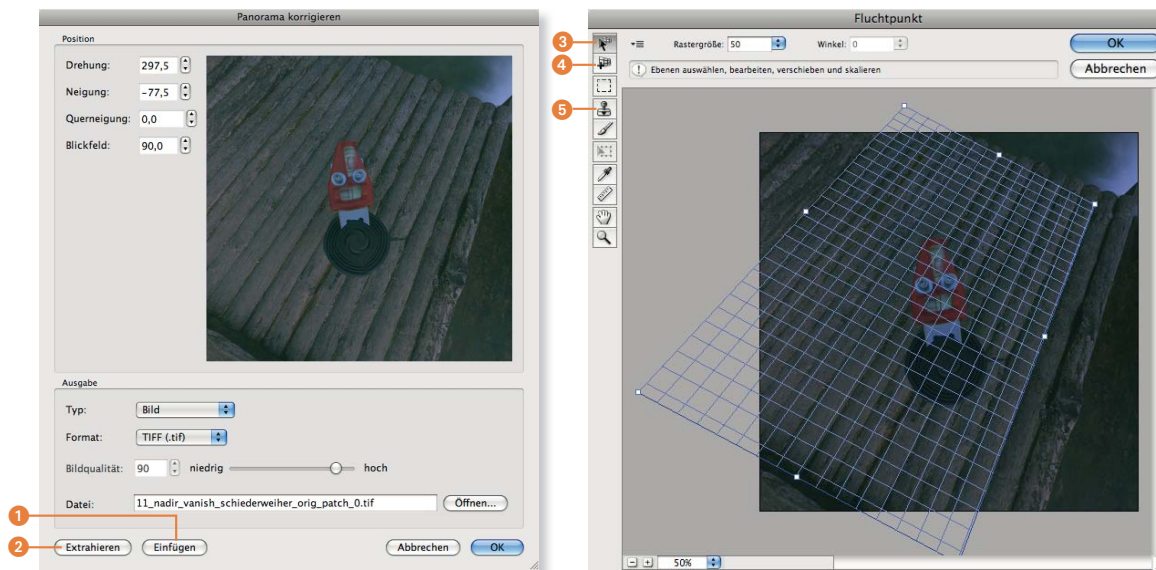 Panorama korrigieren
Position
Drehung: 297,5
Neigung: -77,5
Querneigung: 0,0
Blickfeld: 90,0
Ausgabe
Typ: Bild
Format: TIFF (.tif)
Bildqualität: 90 niedrig hoch
Datei: 11_nadir_vanish_schiederweiher_orig_patch_0.tif Öffnen...
1
2 Extrahieren Einfügen Abbrechen OK
Fluchtpunkt
3 Rastergröße: 50 Winkel: 0 OK
4 ! Ebenen auswählen, bearbeiten, verschieben und skalieren Abbrechen
5
- + 50%